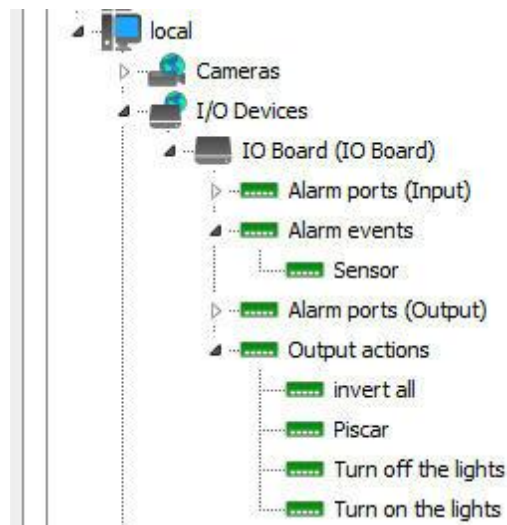 local
Cameras
I/O Devices
IO Board (IO Board)
Alarm ports (Input)
Alarm events
Sensor
Alarm ports (Output)
Output actions
invert all
Piscar
Turn off the lights
Turn on the lights